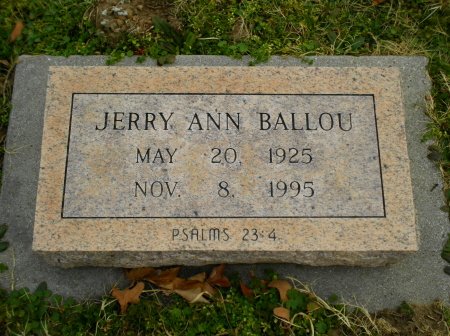 JERRY ANN BALLOU
MAY 20, 1925
NOV. 8, 1995
PSALMS 23:4